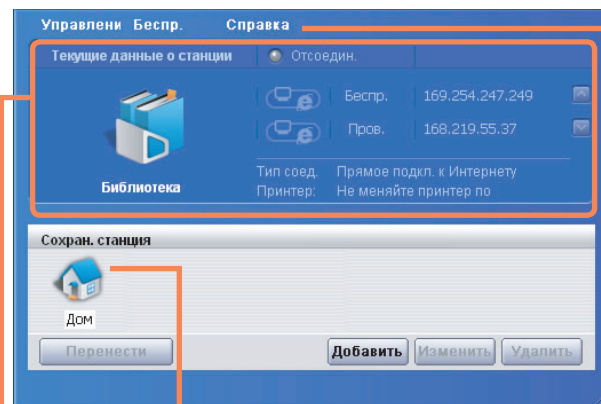 Управлени Беспр. Справка
Текущие данные о станции Отсоедин.
Беспр. 169.254.247.249
Пров. 168.219.55.37
Библиотека
Тип соед. Прямое подкл. к Интернету
Принтер: Не меняйте принтер по
Сохран. станция
Дом
Перенести Добавить Изменить Удалить